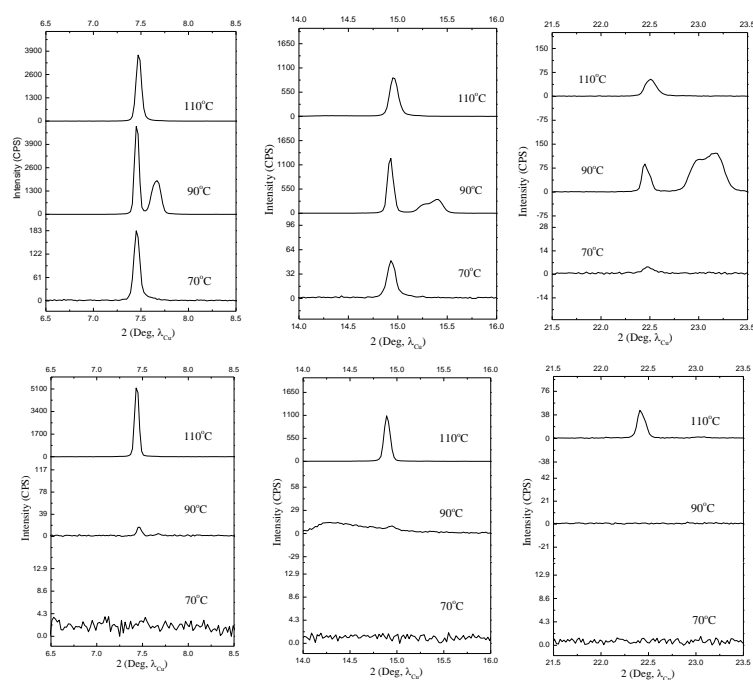 6.5 7.0 7.5 8.0 8.5
3900
2600
1300
0
110°C
3900
2600
1300
0
90°C
183
122
61
0
70°C
Intensity (CPS)
6.5 7.0 7.5 8.0 8.5
2 (Deg, λCu)
14.0 14.5 15.0 15.5 16.0
1650
1100
550
0
110°C
1650
1100
550
0
90°C
96
64
32
0
70°C
Intensity (CPS)
14.0 14.5 15.0 15.5 16.0
2 (Deg, λCu)
21.5 22.0 22.5 23.0 23.5
150
75
0
-75
110°C
150
75
0
-75
90°C
28
14
0
-14
70°C
Intensity (CPS)
21.5 22.0 22.5 23.0 23.5
2 (Deg, λCu)
6.5 7.0 7.5 8.0 8.5
5100
3400
1700
0
110°C
117
78
39
0
90°C
12.9
8.6
4.3
0.0
70°C
Intensity (CPS)
6.5 7.0 7.5 8.0 8.5
2 (Deg, λCu)
14.0 14.5 15.0 15.5 16.0
1650
1100
550
0
110°C
58
29
0
-29
90°C
12.9
8.6
4.3
0.0
70°C
Intensity (CPS)
14.0 14.5 15.0 15.5 16.0
2 (Deg, λCu)
21.5 22.0 22.5 23.0 23.5
76
38
0
-38
110°C
42
21
0
-21
90°C
12.9
8.6
4.3
0.0
70°C
Intensity (CPS)
21.5 22.0 22.5 23.0 23.5
2 (Deg, λCu)